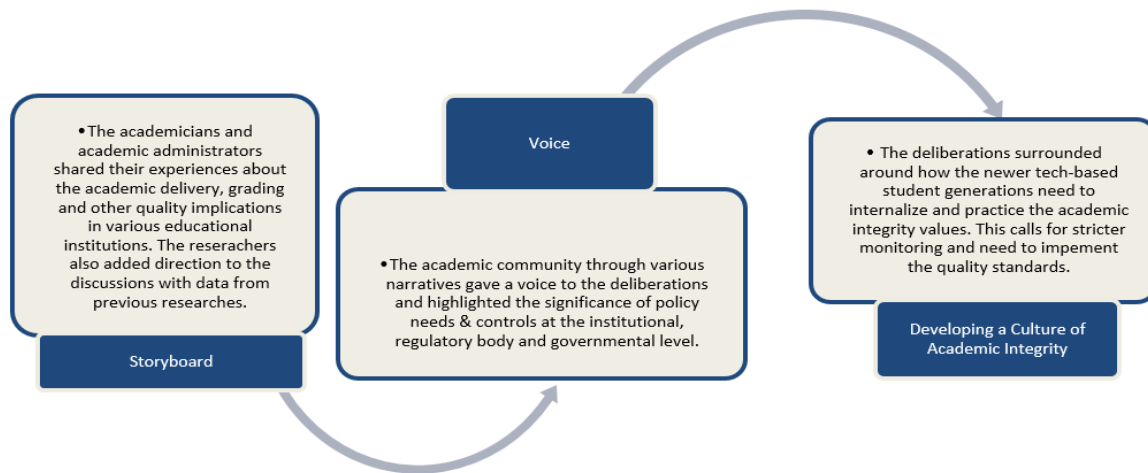 •The academicians and
academic administrators
shared their experiences about
the academic delivery, grading
and other quality implications
in various educational
institutions. The reserachers
also added direction to the
discussions with data from
previous researches.
Storyboard
Voice
•The academic community through various
narratives gave a voice to the deliberations
and highlighted the significance of policy
needs & controls at the institutional,
regulatory body and governmental level.
• The deliberations surrounded
around how the newer tech-based
student generations need to
internalize and practice the academic
integrity values. This calls for stricter
monitoring and need to impement
the quality standards.
Developing a Culture of
Academic Integrity